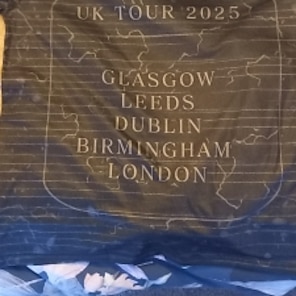 UK TOUR 2025
GLASGOW
LEEDS
DUBLIN
BIRMINGHAM
LONDON